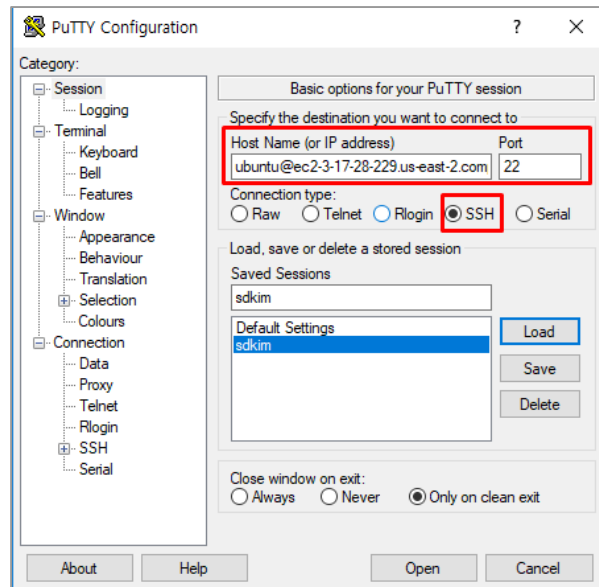 PuTTY Configuration ? ×
Category:
Session
Logging
Terminal
Keyboard
Bell
Features
Window
Appearance
Behaviour
Translation
Selection
Colours
Connection
Data
Proxy
Telnet
Rlogin
SSH
Serial
Basic options for your PuTTY session
Specify the destination you want to connect to
Host Name (or IP address) Port
ubuntu@ec2-3-17-28-229.us-east-2.com 22
Connection type:
Raw Telnet Rlogin SSH Serial
Load, save or delete a stored session
Saved Sessions
sdkim
Default Settings
sdkim
Load
Save
Delete
Close window on exit:
Always Never Only on clean exit
About Help Open Cancel